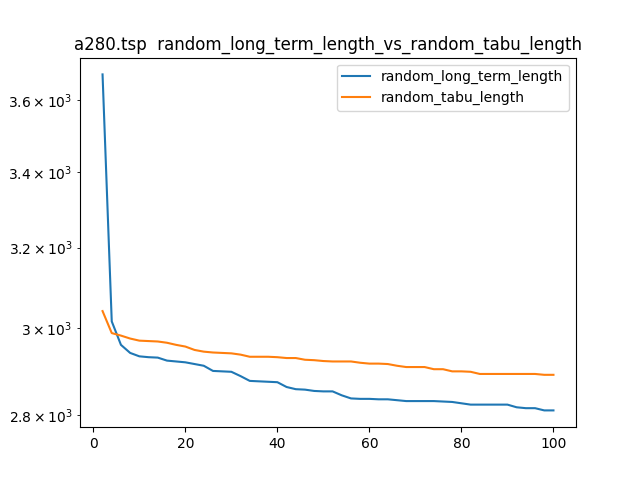 a280.tsp  random_long_term_length_vs_random_tabu_length
random_long_term_length
random_tabu_length
3.6 × 10³
3.4 × 10³
3.2 × 10³
3 × 10³
2.8 × 10³
0 20 40 60 80 100